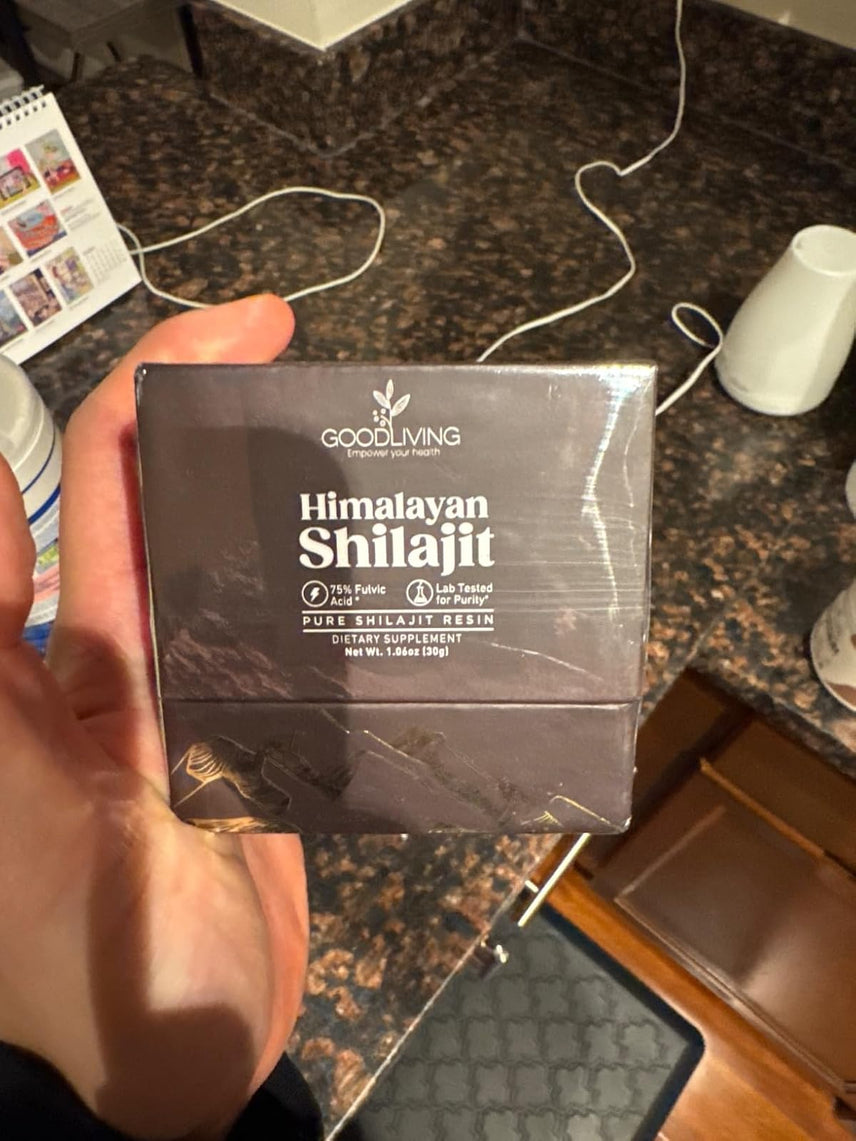 GOODLIVING
Empower your health
Himalayan
Shilajit
75% Fulvic
Acid*
Lab Tested
for Purity*
PURE SHILAJIT RESIN
DIETARY SUPPLEMENT
Net Wt. 1.06oz (30g)